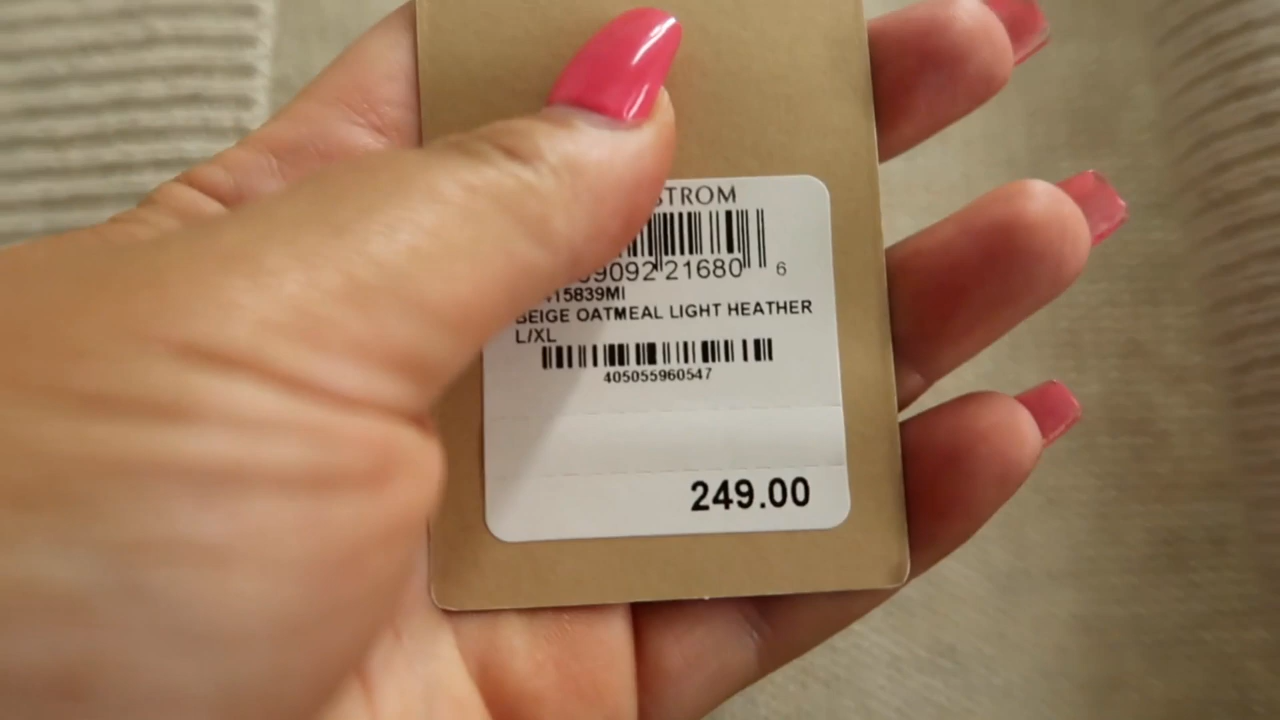 STROM
09092 21680 6
15839MI
BEIGE OATMEAL LIGHT HEATHER
L/XL
405055960547
249.00